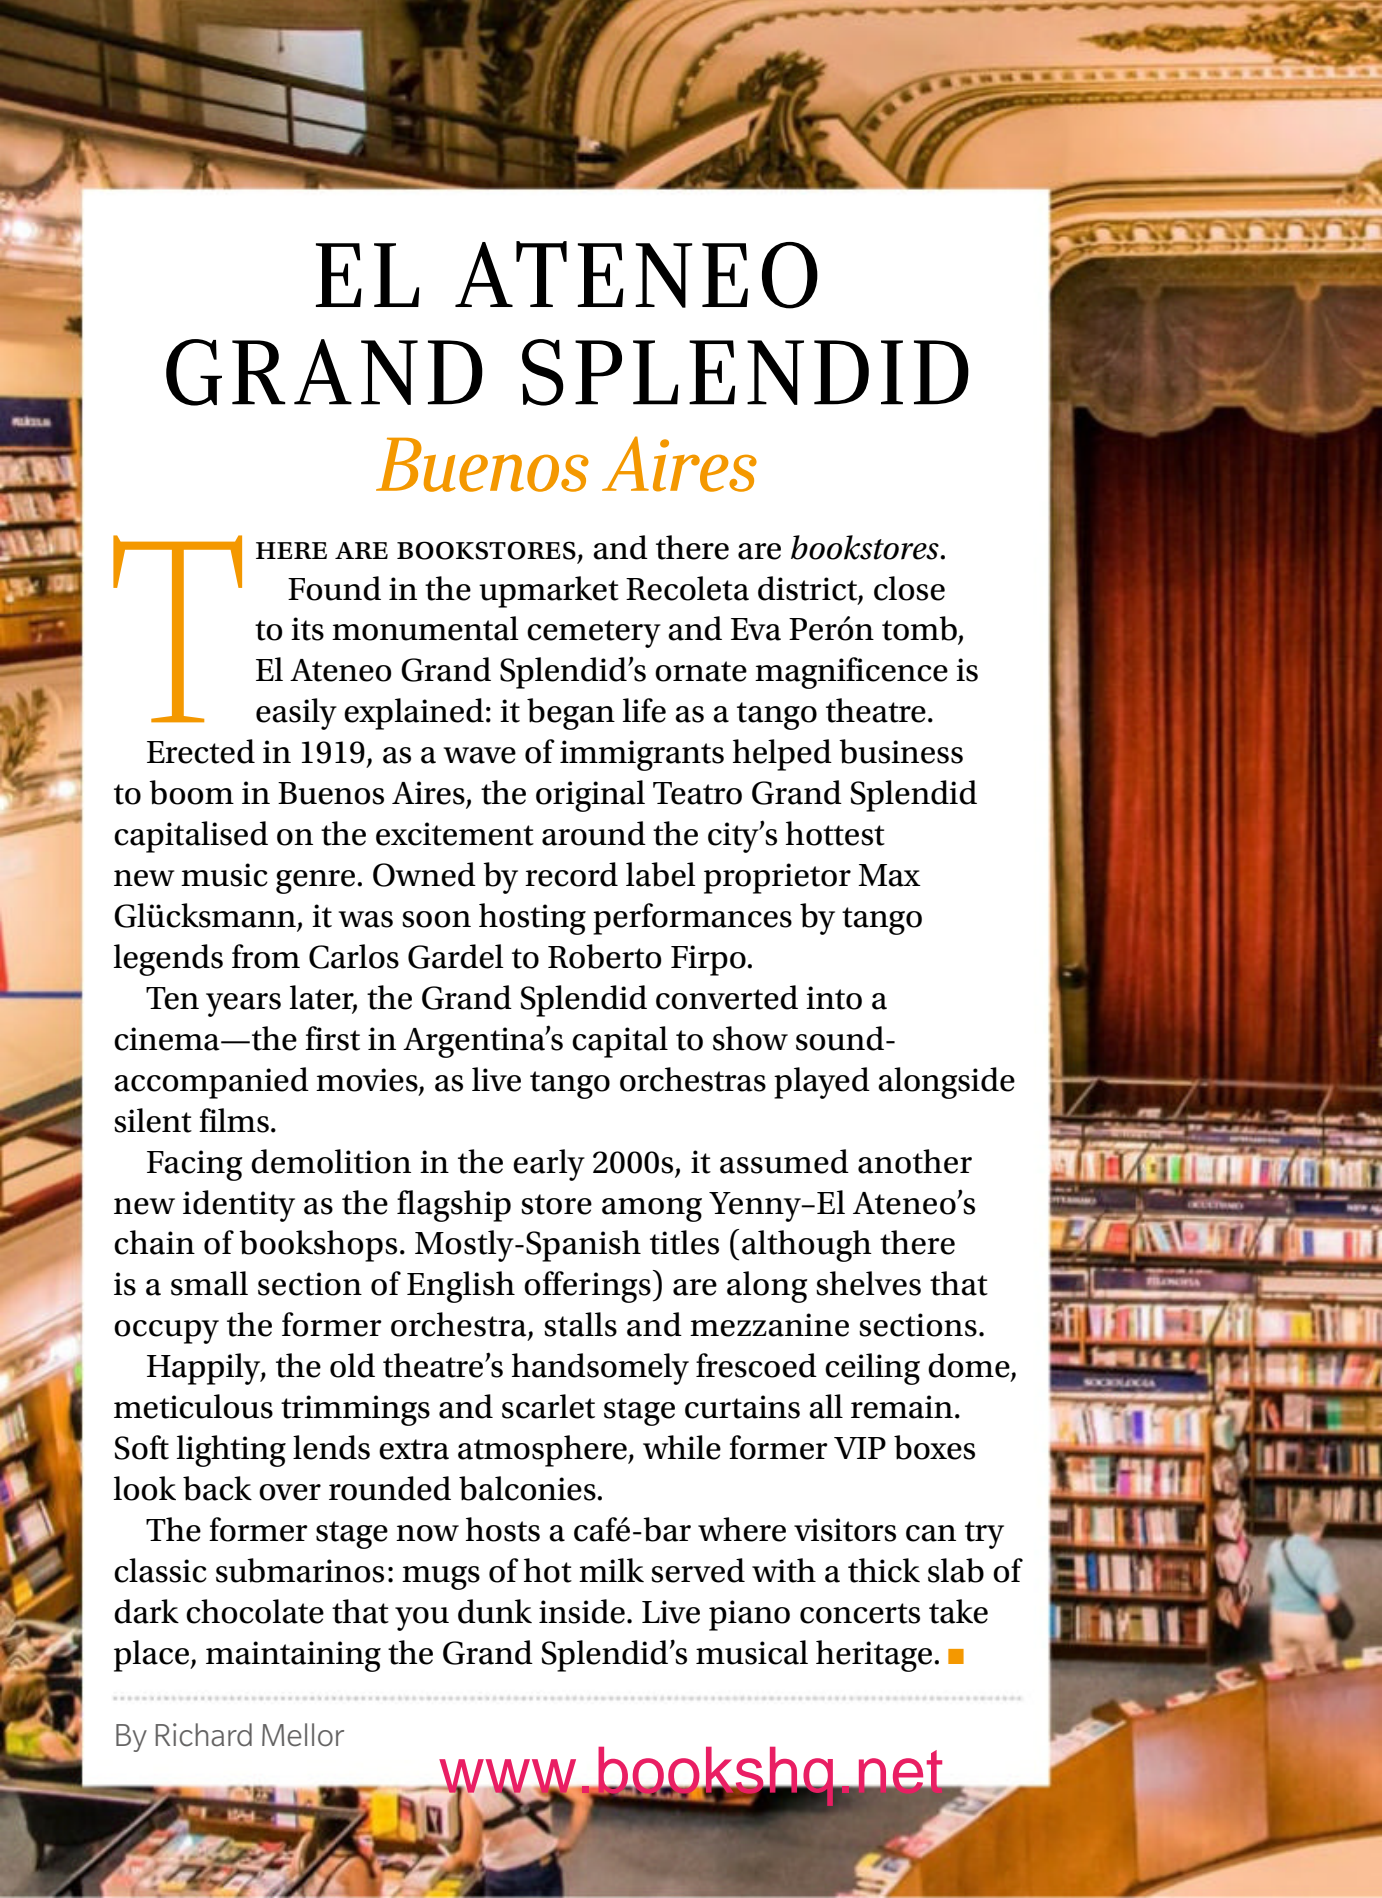 EL ATENEO
GRAND SPLENDID
Buenos Aires
THERE ARE BOOKSTORES, and there are bookstores.
Found in the upmarket Recoleta district, close
to its monumental cemetery and Eva Perón tomb,
El Ateneo Grand Splendid’s ornate magnificence is
easily explained: it began life as a tango theatre.
Erected in 1919, as a wave of immigrants helped business
to boom in Buenos Aires, the original Teatro Grand Splendid
capitalised on the excitement around the city’s hottest
new music genre. Owned by record label proprietor Max
Glücksmann, it was soon hosting performances by tango
legends from Carlos Gardel to Roberto Firpo.
Ten years later, the Grand Splendid converted into a
cinema—the first in Argentina’s capital to show sound-
accompanied movies, as live tango orchestras played alongside
silent films.
Facing demolition in the early 2000s, it assumed another
new identity as the flagship store among Yenny–El Ateneo’s
chain of bookshops. Mostly-Spanish titles (although there
is a small section of English offerings) are along shelves that
occupy the former orchestra, stalls and mezzanine sections.
Happily, the old theatre’s handsomely frescoed ceiling dome,
meticulous trimmings and scarlet stage curtains all remain.
Soft lighting lends extra atmosphere, while former VIP boxes
look back over rounded balconies.
The former stage now hosts a café-bar where visitors can try
classic submarinos: mugs of hot milk served with a thick slab of
dark chocolate that you dunk inside. Live piano concerts take
place, maintaining the Grand Splendid’s musical heritage.
By Richard Mellor
www.bookshq.net
OCULTISMO
FILOSOFIA
SOCIOLOGIA